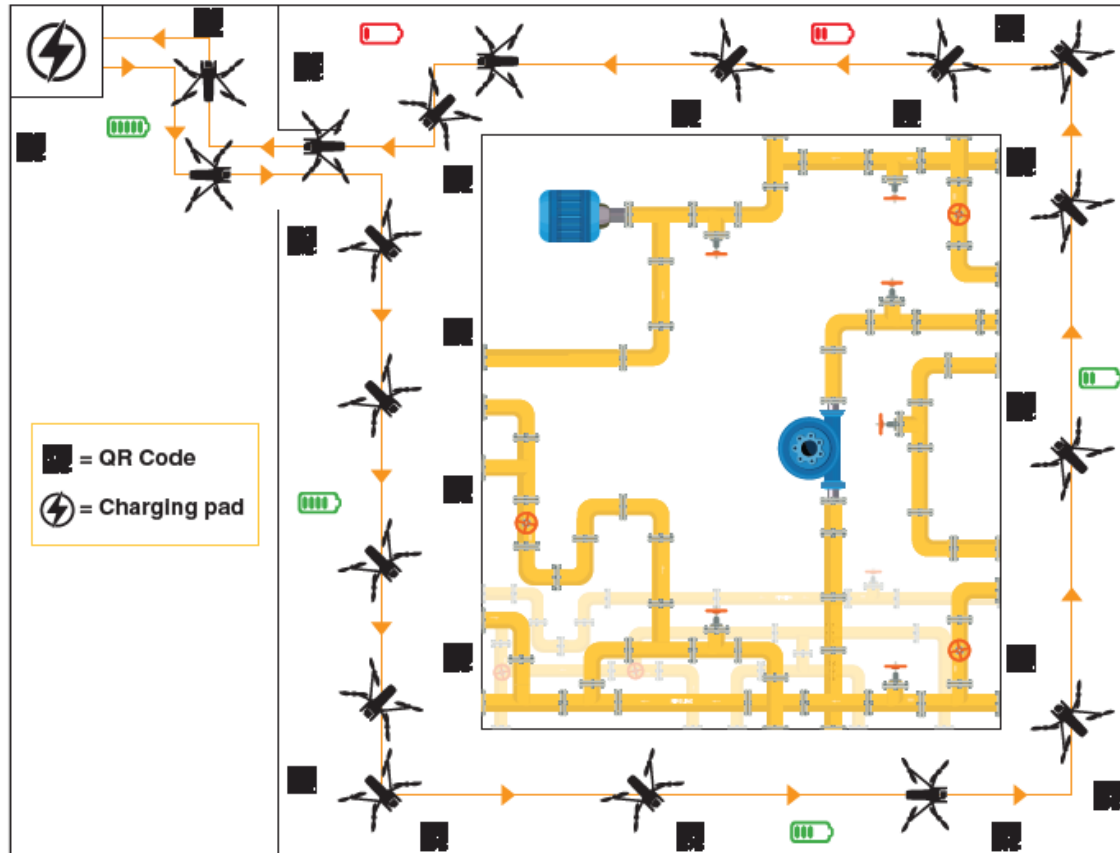 = QR Code
= Charging pad